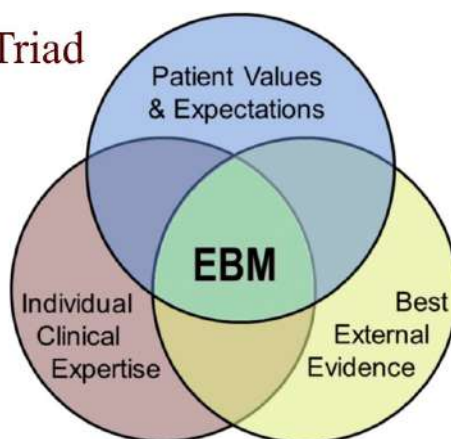 Triad
Patient Values
& Expectations
EBM
Individual
Clinical
Expertise
Best
External
Evidence